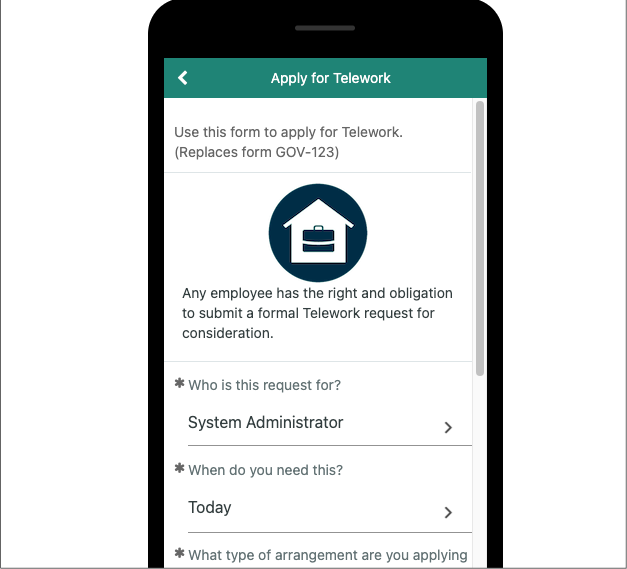 Apply for Telework
Use this form to apply for Telework.
(Replaces form GOV-123)
Any employee has the right and obligation
to submit a formal Telework request for
consideration.
✱ Who is this request for?
System Administrator
✱ When do you need this?
Today
✱ What type of arrangement are you applying